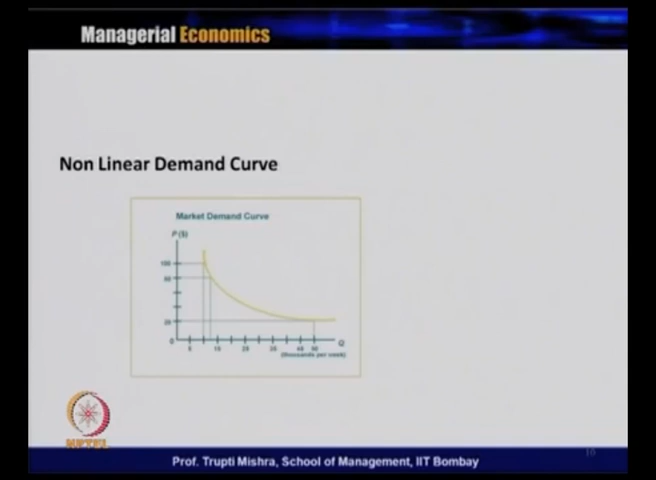 Managerial Economics
Non Linear Demand Curve
Market Demand Curve
P ($)
100
80
20
0
5 10 20 30 40 50
Q
(thousands per week)
NPTEL
Prof. Trupti Mishra, School of Management, IIT Bombay
10